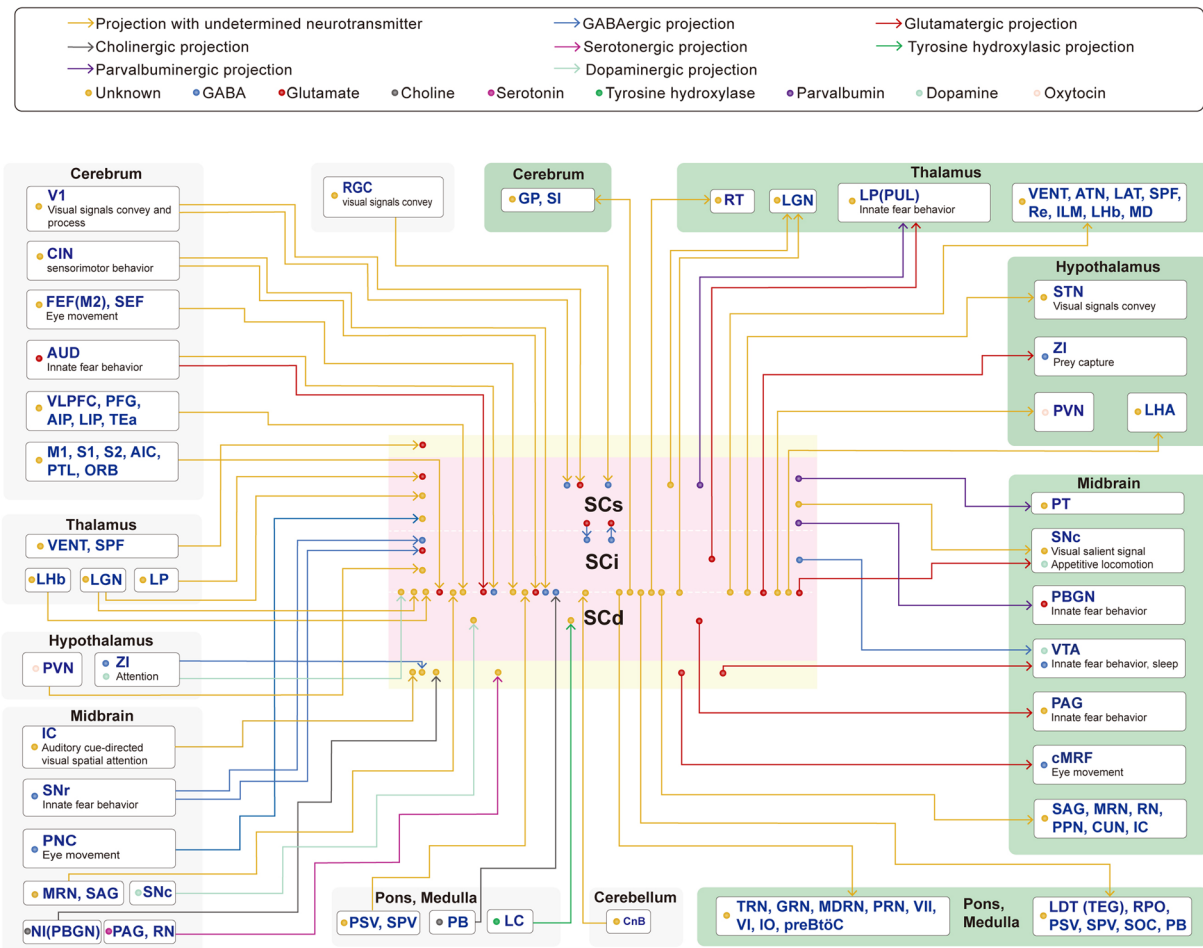 Projection with undetermined neurotransmitter
GABAergic projection
Glutamatergic projection
Cholinergic projection
Serotonergic projection
Tyrosine hydroxylasic projection
Parvalbuminergic projection
Dopaminergic projection
Unknown
GABA
Glutamate
Choline
Serotonin
Tyrosine hydroxylase
Parvalbumin
Dopamine
Oxytocin
Cerebrum
V1
Visual signals convey and
process
CIN
sensorimotor behavior
FEF(M2), SEF
Eye movement
AUD
Innate fear behavior
VLPFC, PFG,
AIP, LIP, TEa
M1, S1, S2, AIC,
PTL, ORB
RGC
visual signals convey
Cerebrum
GP, SI
Thalamus
RT
LGN
LP(PUL)
Innate fear behavior
VENT, ATN, LAT, SPF,
Re, ILM, LHb, MD
Hypothalamus
STN
Visual signals convey
ZI
Prey capture
PVN
LHA
SCs
SCi
SCd
Thalamus
VENT, SPF
LHb
LGN
LP
Hypothalamus
PVN
ZI
Attention
Midbrain
IC
Auditory cue-directed
visual spatial attention
SNr
Innate fear behavior
PNC
Eye movement
MRN, SAG
SNc
NI(PBGN)
PAG, RN
Midbrain
PT
SNc
Visual salient signal
Appetitive locomotion
PBGN
Innate fear behavior
VTA
Innate fear behavior, sleep
PAG
Innate fear behavior
cMRF
Eye movement
SAG, MRN, RN,
PPN, CUN, IC
Pons, Medulla
PSV, SPV
PB
LC
Cerebellum
CnB
TRN, GRN, MDRN, PRN, VII,
VI, IO, preBtöC
Pons,
Medulla
LDT (TEG), RPO,
PSV, SPV, SOC, PB